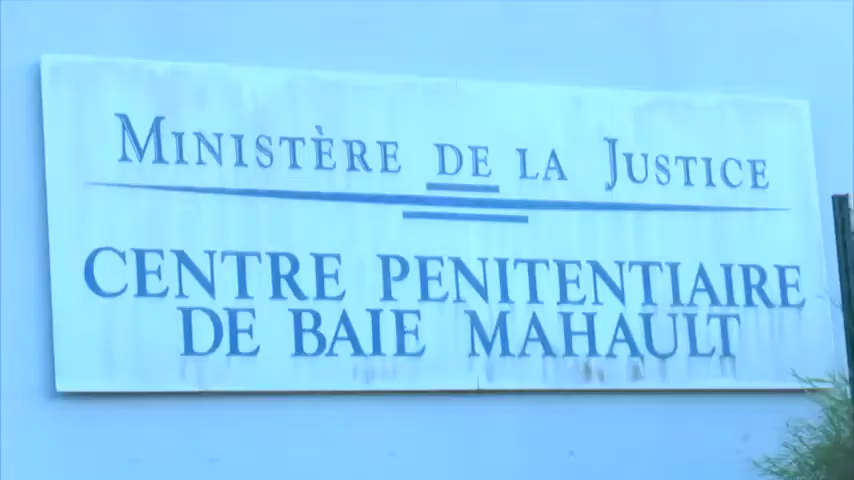 MINISTÈRE DE LA JUSTICE
CENTRE PENITENTIAIRE
DE BAIE MAHAULT